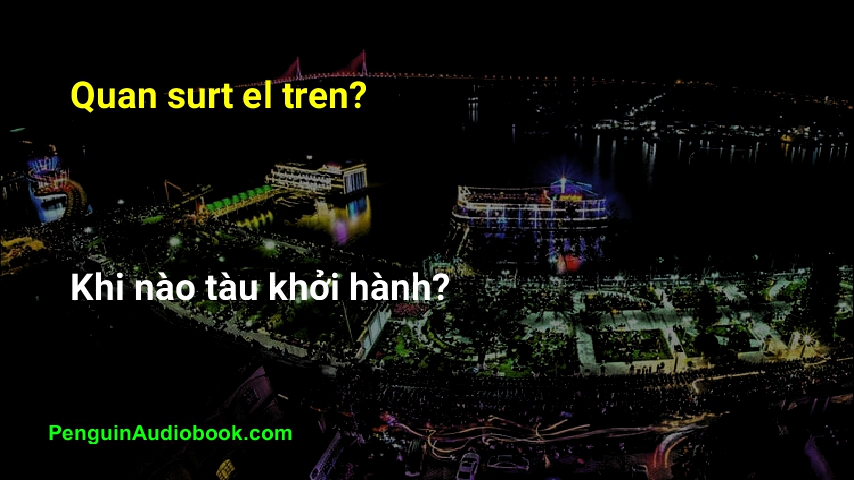 Quan surt el tren?
Khi nào tàu khởi hành?
PenguinAudiobook.com